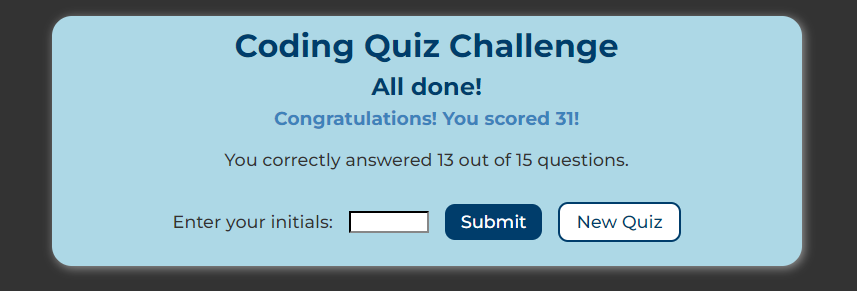 Coding Quiz Challenge
All done!
Congratulations! You scored 31!
You correctly answered 13 out of 15 questions.
Enter your initials: Submit New Quiz